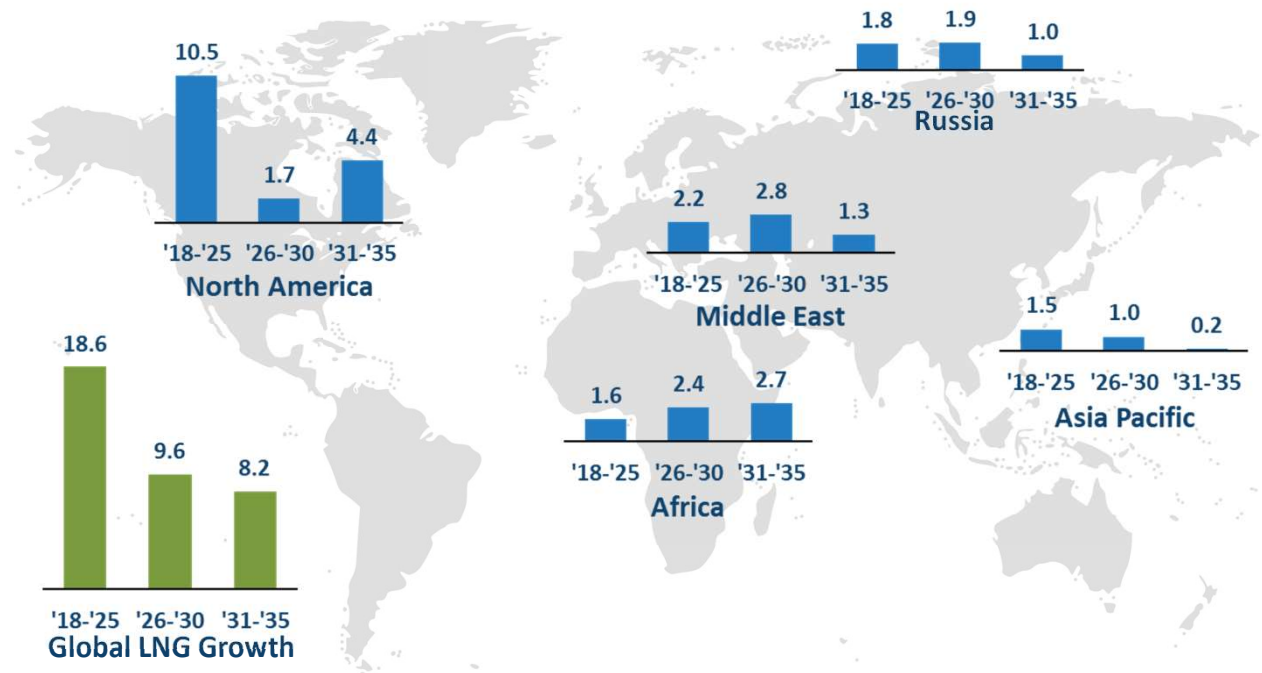 1.8 1.9 1.0
'18-'25 '26-'30 '31-'35
Russia
10.5 1.7 4.4
'18-'25 '26-'30 '31-'35
North America
2.2 2.8 1.3
'18-'25 '26-'30 '31-'35
Middle East
1.5 1.0 0.2
'18-'25 '26-'30 '31-'35
Asia Pacific
18.6 9.6 8.2
'18-'25 '26-'30 '31-'35
Global LNG Growth
1.6 2.4 2.7
'18-'25 '26-'30 '31-'35
Africa